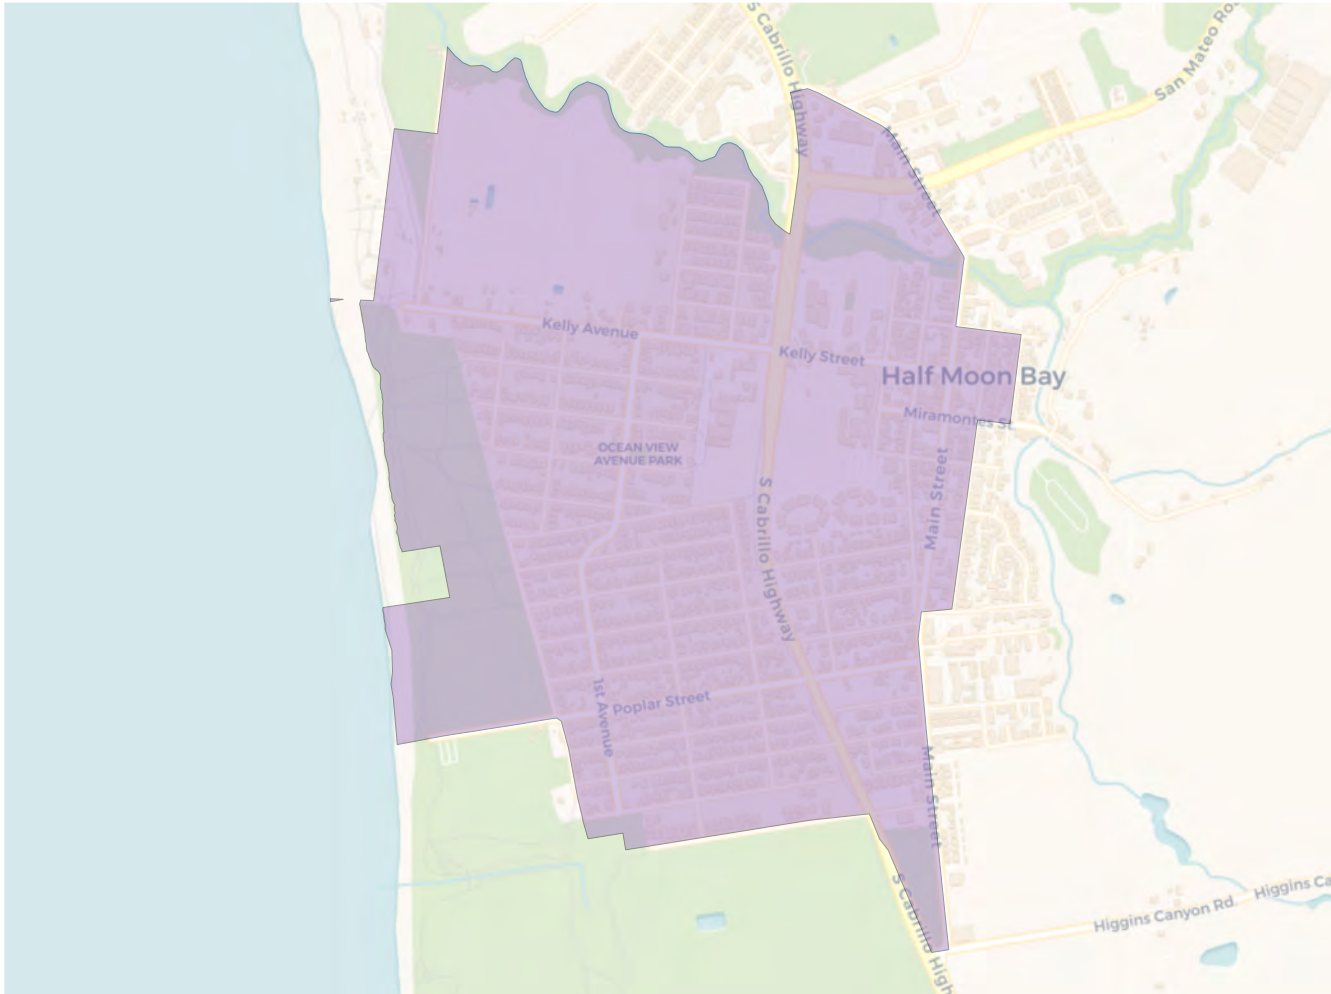 S Cabrillo Highway
San Mateo Ro
Main Street
Kelly Avenue
Kelly Street
Half Moon Bay
Miramontes St.
OCEAN VIEW
AVENUE PARK
Main Street
S Cabrillo Highway
1st Avenue
Poplar Street
Main Street
S Cabrillo High
Higgins Canyon Rd.
Higgins Ca